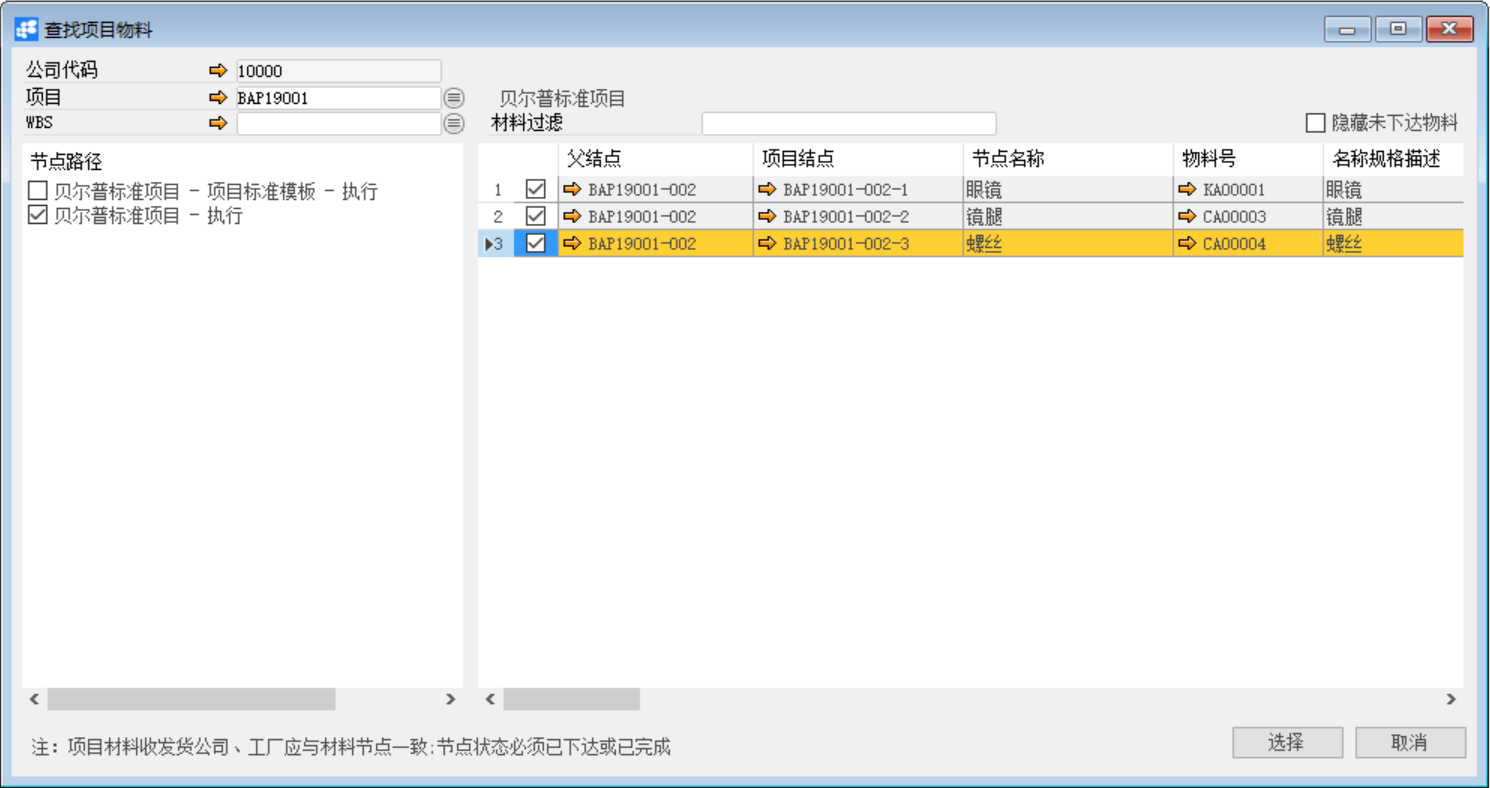 查找项目物料
公司代码 10000
项目 BAP19001 贝尔普标准项目
WBS 材料过滤 隐藏未下达物料
节点路径
贝尔普标准项目 - 项目标准模板 - 执行
贝尔普标准项目 - 执行
父结点 项目结点 节点名称 物料号 名称规格描述
1 BAP19001-002 BAP19001-002-1 眼镜 KA00001 眼镜
2 BAP19001-002 BAP19001-002-2 镜腿 CA00003 镜腿
3 BAP19001-002 BAP19001-002-3 螺丝 CA00004 螺丝
注：项目材料收发货公司、工厂应与材料节点一致;节点状态必须已下达或已完成
选择 取消